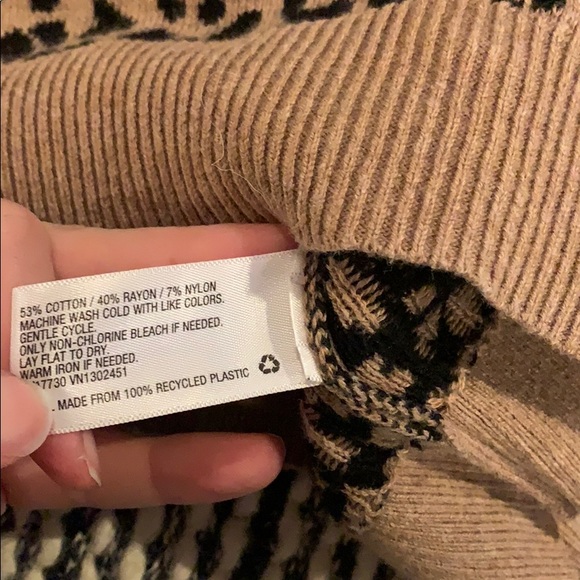 53% COTTON / 40% RAYON / 7% NYLON
MACHINE WASH COLD WITH LIKE COLORS.
GENTLE CYCLE.
ONLY NON-CHLORINE BLEACH IF NEEDED.
LAY FLAT TO DRY.
WARM IRON IF NEEDED.
17730 VN1302451
MADE FROM 100% RECYCLED PLASTIC